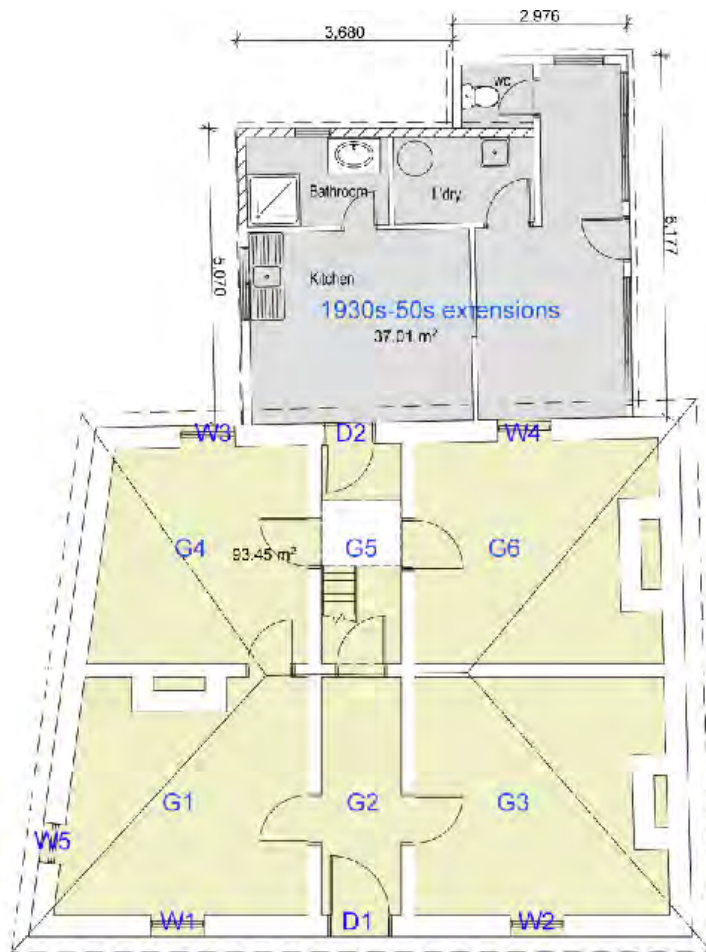 2,976
3,680
WC
Bathroom
L'dry
6,177
5,070
Kitchen
1930s-50s extensions
37.01 m²
W3
D2
W4
G4
G5
G6
93.45 m²
G1
G2
G3
W5
W1
D1
W2